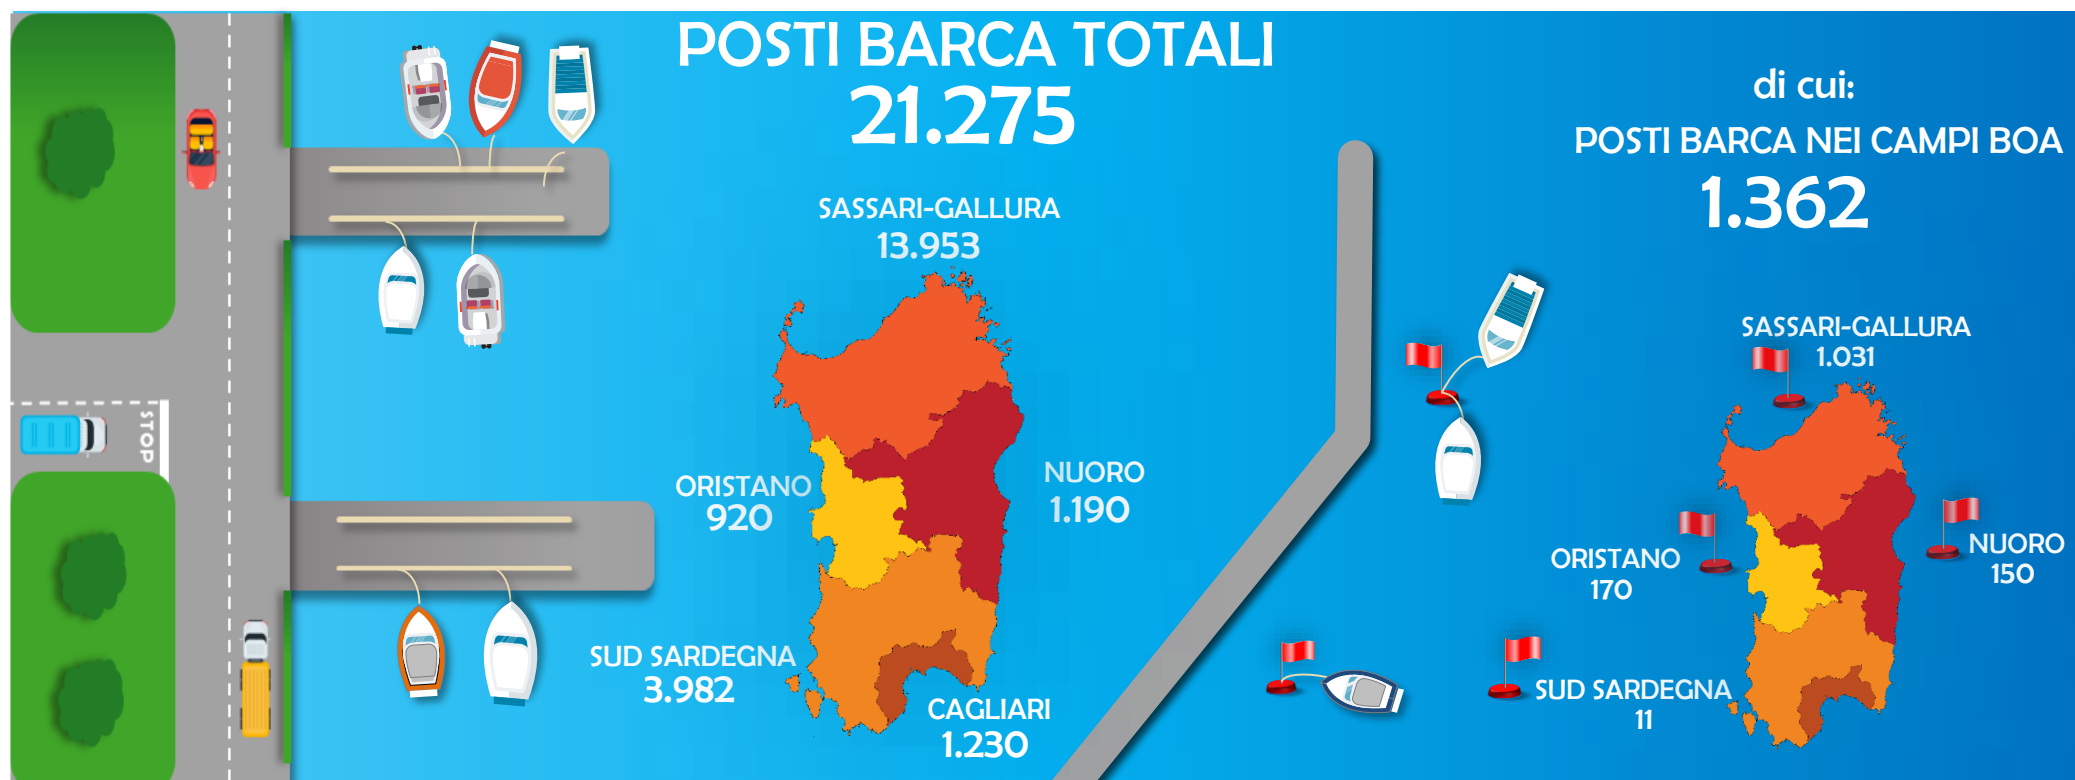 POSTI BARCA TOTALI
21.275
di cui:
POSTI BARCA NEI CAMPI BOA
1.362
SASSARI-GALLURA
13.953
ORISTANO
920
NUORO
1.190
SUD SARDEGNA
3.982
CAGLIARI
1.230
SASSARI-GALLURA
1.031
ORISTANO
170
NUORO
150
SUD SARDEGNA
11
STOP